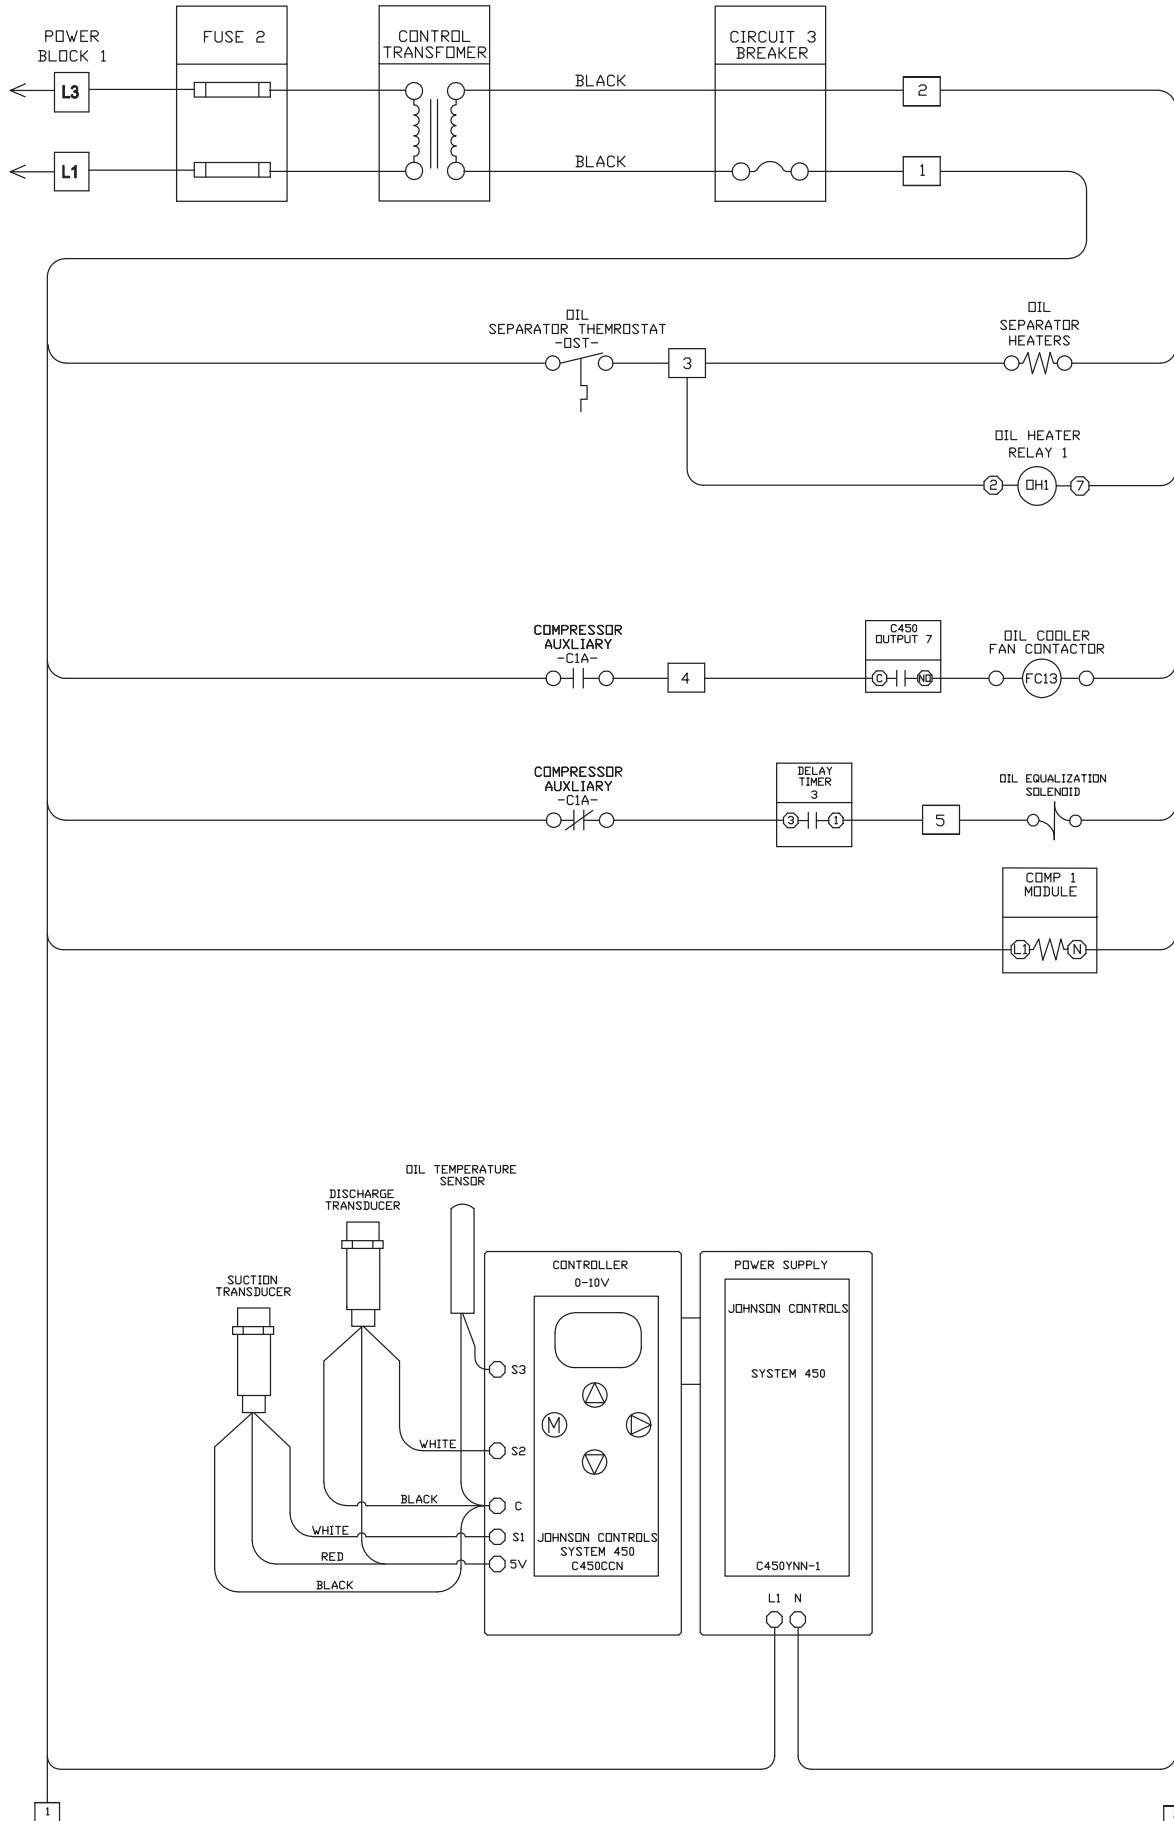 POWER
BLOCK 1
FUSE 2
CONTROL
TRANSFOMER
CIRCUIT 3
BREAKER
L3
BLACK
2
L1
BLACK
1
OIL
SEPARATOR THEMROSTAT
-OST-
OIL
SEPARATOR
HEATERS
3
OIL HEATER
RELAY 1
2
OH1
7
COMPRESSOR
AUXLIARY
-C1A-
C450
OUTPUT 7
OIL COOLER
FAN CONTACTOR
4
C
NO
FC13
COMPRESSOR
AUXLIARY
-C1A-
DELAY
TIMER
3
OIL EQUALIZATION
SOLENOID
3
1
5
COMP 1
MODULE
L1
N
OIL TEMPERATURE
SENSOR
DISCHARGE
TRANSDUCER
SUCTION
TRANSDUCER
CONTROLLER
0-10V
POWER SUPPLY
JOHNSON CONTROLS
SYSTEM 450
S3
M
WHITE
S2
BLACK
C
WHITE
S1
JOHNSON CONTROLS
SYSTEM 450
C450CCN
RED
5V
C450YNN-1
BLACK
L1 N
1